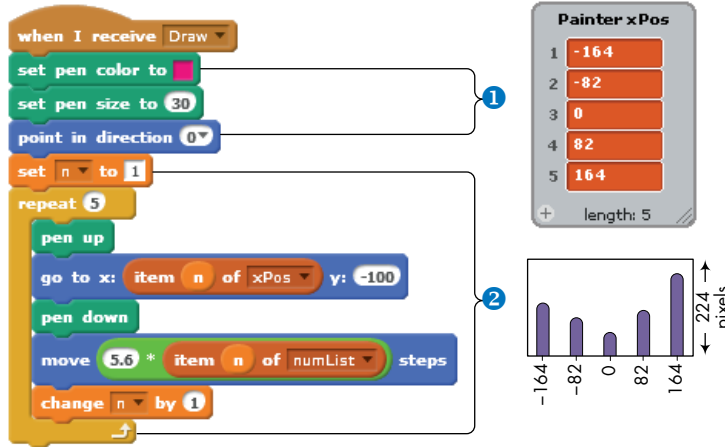 when I receive Draw
set pen color to
set pen size to 30
point in direction 0
set n to 1
repeat 5
pen up
go to x: item n of xPos y: -100
pen down
move 5.6 * item n of numList steps
change n by 1
1
2
Painter xPos
1 -164
2 -82
3 0
4 82
5 164
+ length: 5
224
pixels
-164
-82
0
82
164